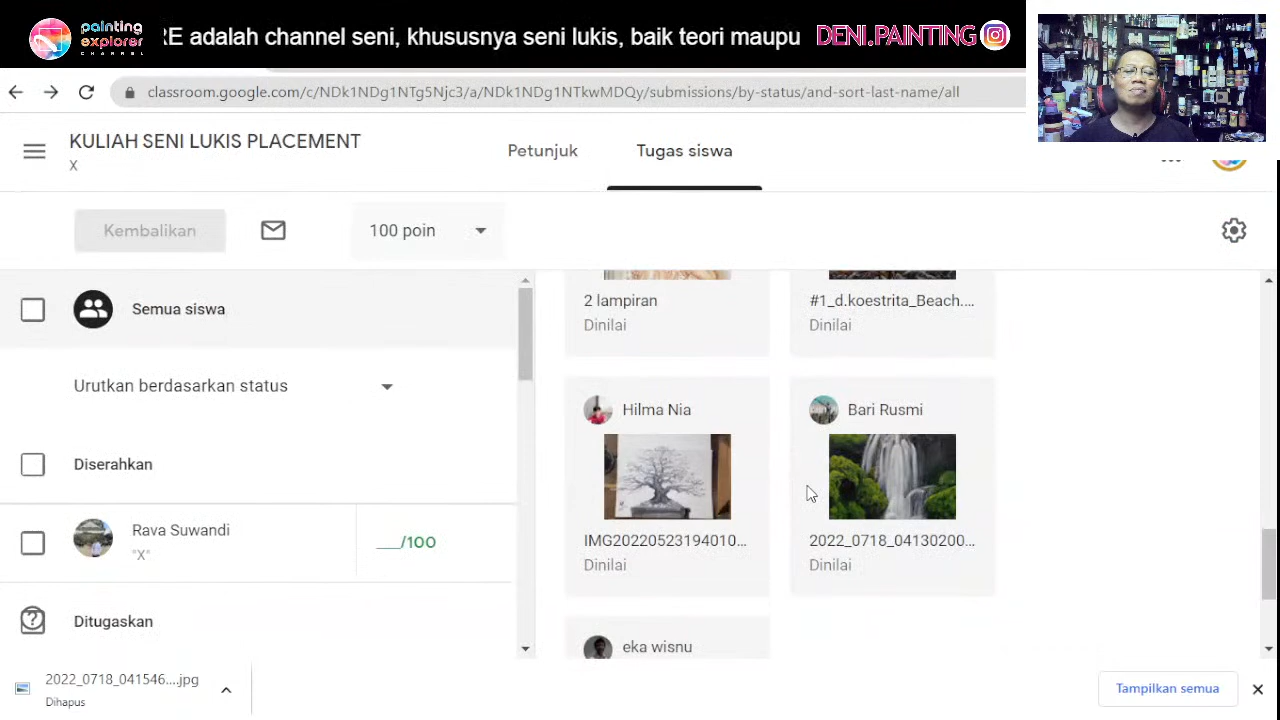 painting
explorer
CHANNEL
RE adalah channel seni, khususnya seni lukis, baik teori maupu
DENI.PAINTING
classroom.google.com/c/NDk1NDg1NTg5Njc3/a/NDk1NDg1NTkwMDQy/submissions/by-status/and-sort-last-name/all
KULIAH SENI LUKIS PLACEMENT
X
Petunjuk
Tugas siswa
Kembalikan
100 poin
Semua siswa
Urutkan berdasarkan status
Diserahkan
Rava Suwandi
"X"
__/100
Ditugaskan
2 lampiran
Dinilai
#1_d.koestrita_Beach....
Dinilai
Hilma Nia
IMG20220523194010...
Dinilai
Bari Rusmi
2022_0718_04130200...
Dinilai
eka wisnu
2022_0718_041546....jpg
Dihapus
Tampilkan semua